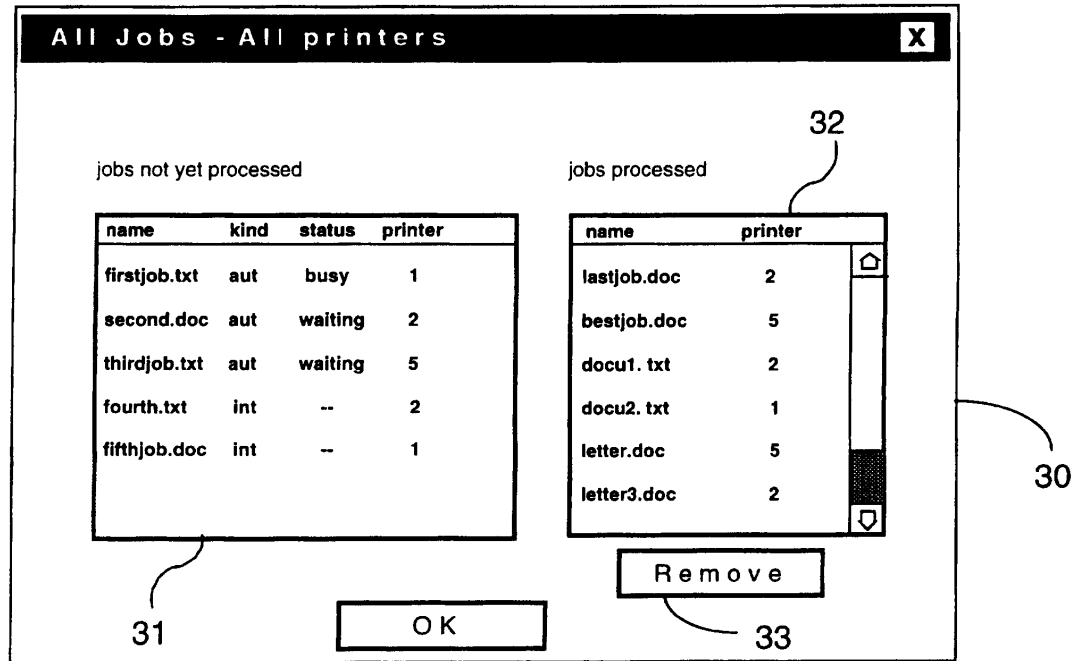 All Jobs - All printers X
32
jobs not yet processed
jobs processed
name kind status printer
firstjob.txt aut busy 1
second.doc aut waiting 2
thirdjob.txt aut waiting 5
fourth.txt int -- 2
fifthjob.doc int -- 1
name printer
lastjob.doc 2
bestjob.doc 5
docu1. txt 2
docu2. txt 1
letter.doc 5
letter3.doc 2
30
Remove
31
OK
33